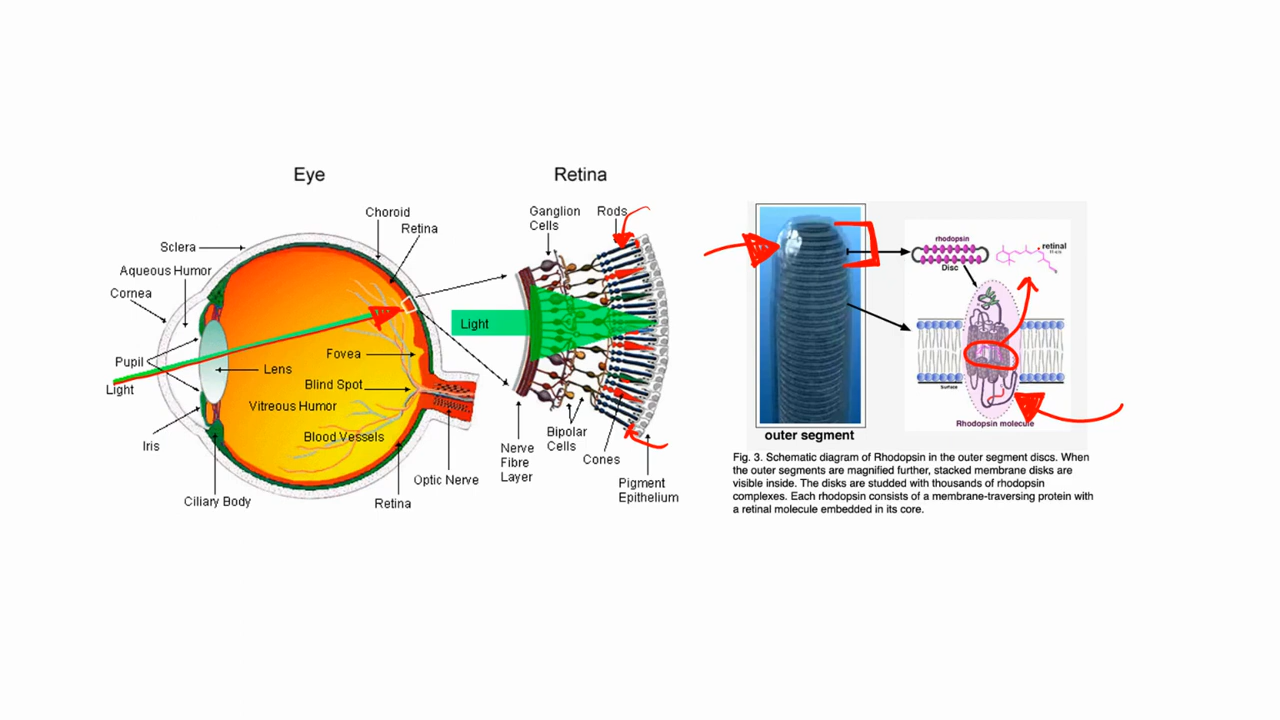 Eye
Retina
Choroid
Retina
Sclera
Aqueous Humor
Cornea
Pupil
Light
Iris
Ciliary Body
Lens
Fovea
Blind Spot
Vitreous Humor
Blood Vessels
Optic Nerve
Retina
Ganglion
Cells
Rods
Light
Nerve
Fibre
Layer
Bipolar
Cells
Cones
Pigment
Epithelium
rhodopsin
Disc
retinal
11-cis
Surface
Rhodopsin molecule
outer segment
Fig. 3. Schematic diagram of Rhodopsin in the outer segment discs. When
the outer segments are magnified further, stacked membrane disks are
visible inside. The disks are studded with thousands of rhodopsin
complexes. Each rhodopsin consists of a membrane-traversing protein with
a retinal molecule embedded in its core.